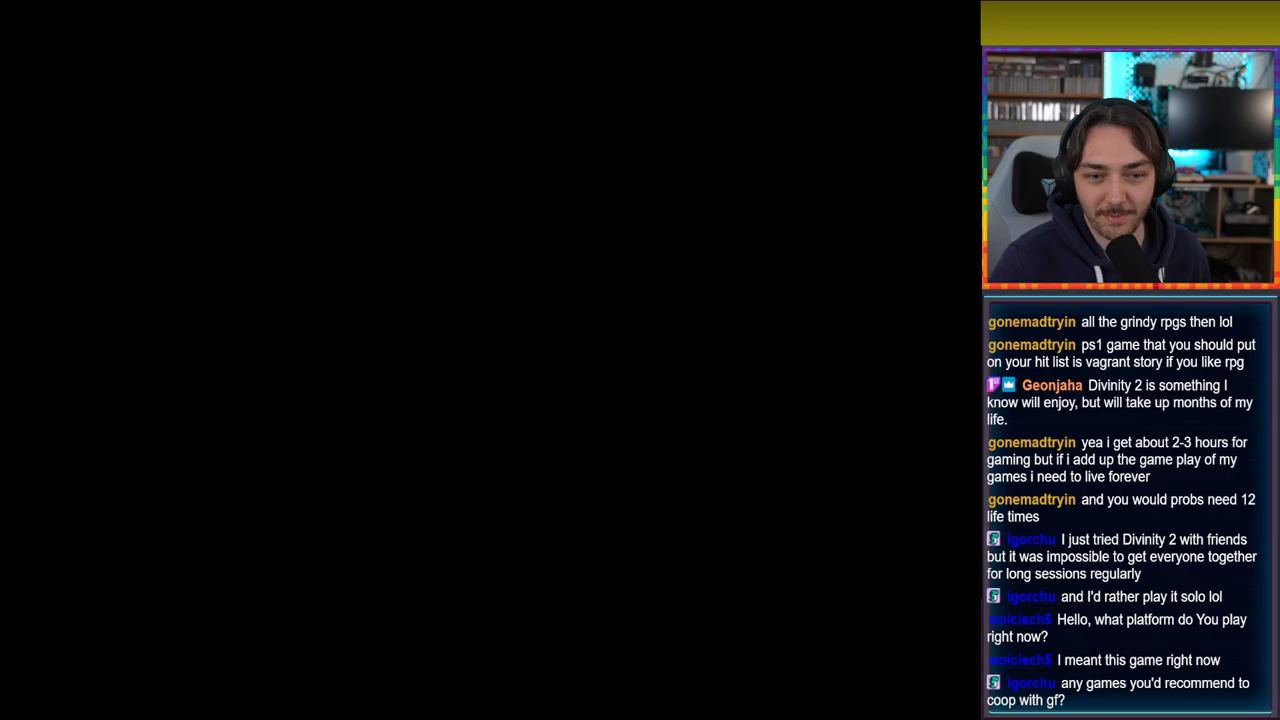 gonemadtryin all the grindy rpgs then lol
gonemadtryin ps1 game that you should put
on your hit list is vagrant story if you like rpg
Geonjaha Divinity 2 is something I
know will enjoy, but will take up months of my
life.
gonemadtryin yea i get about 2-3 hours for
gaming but if i add up the game play of my
games i need to live forever
gonemadtryin and you would probs need 12
life times
igorchu I just tried Divinity 2 with friends
but it was impossible to get everyone together
for long sessions regularly
igorchu and I'd rather play it solo lol
wojciech5 Hello, what platform do You play
right now?
wojciech5 I meant this game right now
igorchu any games you'd recommend to
coop with gf?